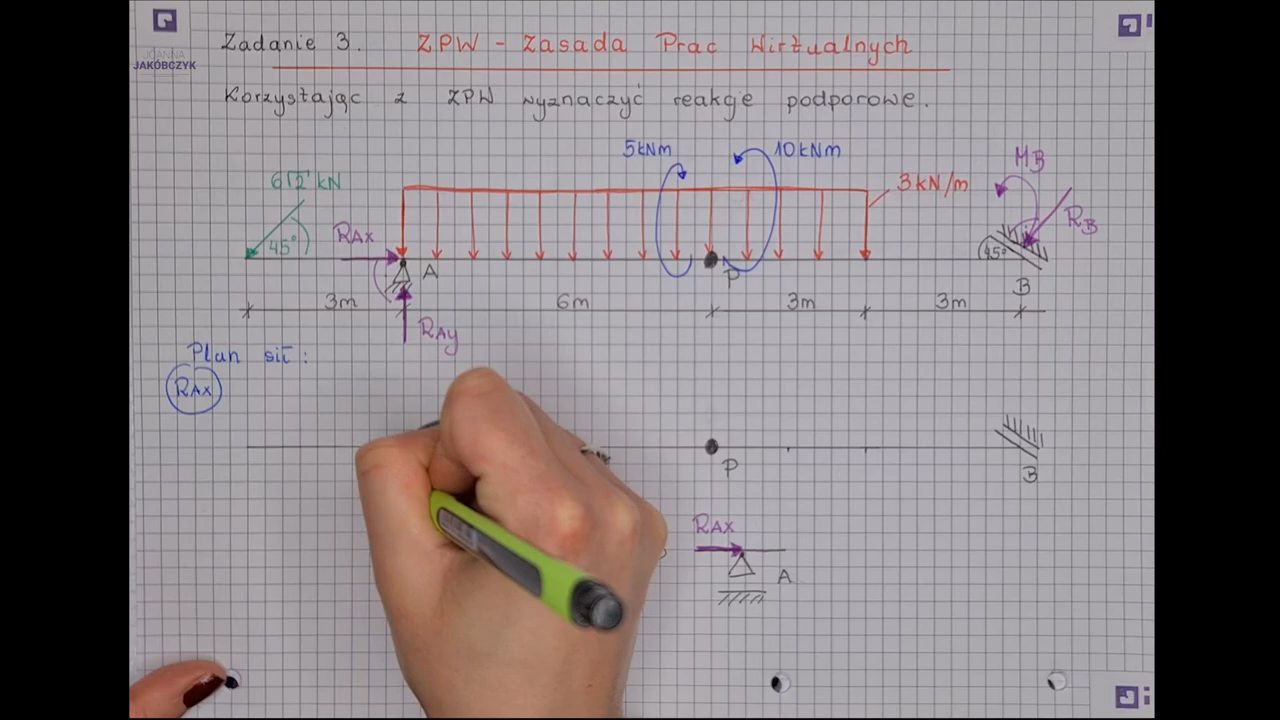 JOANNA
JAKÓBCZYK
Zadanie 3. ZPW - Zasada Prac Wirtualnych
Korzystając z ZPW wyznaczyć reakcje podporowe.
5kNm 10kNm MB
6√2 kN 3kN/m
RAX RB
45° 45°
A P B
3m 6m 3m 3m
RAY
Plan sił:
RAX
P B
RAX
A